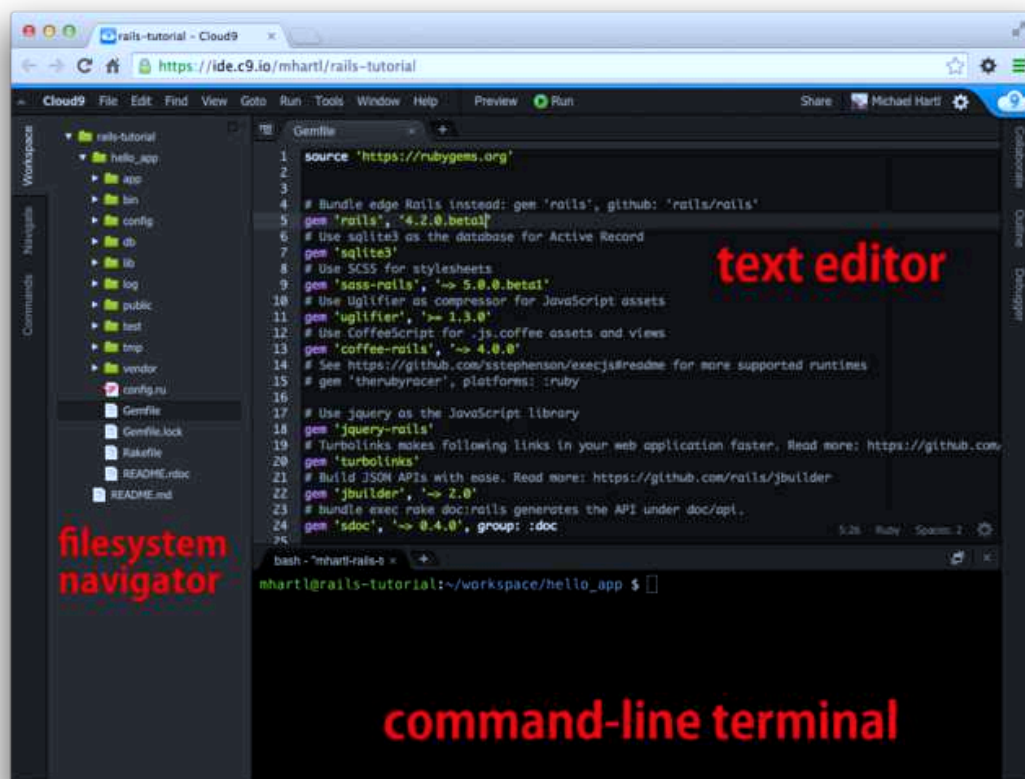 rails-tutorial - Cloud9
https://ide.c9.io/mhartl/rails-tutorial
Cloud9 File Edit Find View Goto Run Tools Window Help Preview Run Share Michael Hartl
Workspace
Navigate
Commands
rails-tutorial
hello_app
app
bin
config
db
lib
log
public
test
tmp
vendor
config.ru
Gemfile
Gemfile.lock
Rakefile
README.rdoc
README.md
filesystem
navigator
Gemfile
1 source 'https://rubygems.org'
2
3
4 # Bundle edge Rails instead: gem 'rails', github: 'rails/rails'
5 gem 'rails', '4.2.0.beta1'
6 # Use sqlite3 as the database for Active Record
7 gem 'sqlite3'
8 # Use SCSS for stylesheets
9 gem 'sass-rails', '~> 5.0.0.beta1'
10 # Use Uglifier as compressor for JavaScript assets
11 gem 'uglifier', '>= 1.3.0'
12 # Use CoffeeScript for .js.coffee assets and views
13 gem 'coffee-rails', '~> 4.0.0'
14 # See https://github.com/sstephenson/execjs#readme for more supported runtimes
15 # gem 'therubyracer', platforms: :ruby
16
17 # Use jquery as the JavaScript library
18 gem 'jquery-rails'
19 # Turbolinks makes following links in your web application faster. Read more: https://github.com/
20 gem 'turbolinks'
21 # Build JSON APIs with ease. Read more: https://github.com/rails/jbuilder
22 gem 'jbuilder', '~> 2.0'
23 # bundle exec rake doc:rails generates the API under doc/api.
24 gem 'sdoc', '~> 0.4.0', group: :doc
25
text editor
5:26 Ruby Spaces: 2
Collaborate
Outline
Debugger
bash - "mhartl-rails-t
mhartl@rails-tutorial:~/workspace/hello_app $
command-line terminal